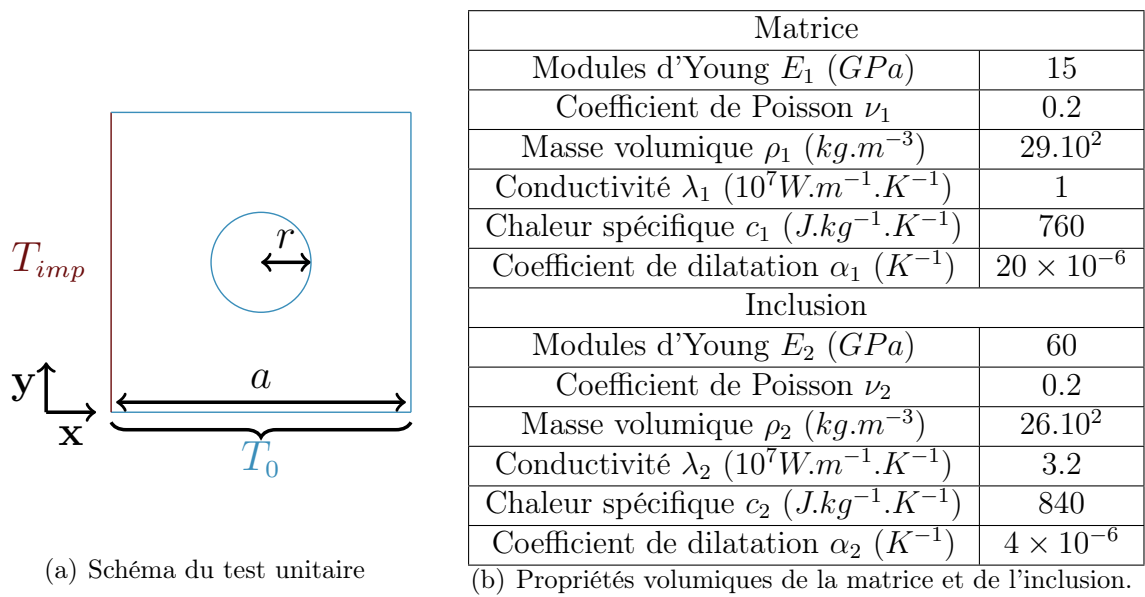 T_{imp}
r
y
a
x
T_0
(a) Schéma du test unitaire
Matrice
Modules d'Young E_1 (GPa) 15
Coefficient de Poisson ν_1 0.2
Masse volumique ρ_1 (kg.m^{-3}) 29.10^2
Conductivité λ_1 (10^7 W.m^{-1}.K^{-1}) 1
Chaleur spécifique c_1 (J.kg^{-1}.K^{-1}) 760
Coefficient de dilatation α_1 (K^{-1}) 20 × 10^{-6}
Inclusion
Modules d'Young E_2 (GPa) 60
Coefficient de Poisson ν_2 0.2
Masse volumique ρ_2 (kg.m^{-3}) 26.10^2
Conductivité λ_2 (10^7 W.m^{-1}.K^{-1}) 3.2
Chaleur spécifique c_2 (J.kg^{-1}.K^{-1}) 840
Coefficient de dilatation α_2 (K^{-1}) 4 × 10^{-6}
(b) Propriétés volumiques de la matrice et de l'inclusion.